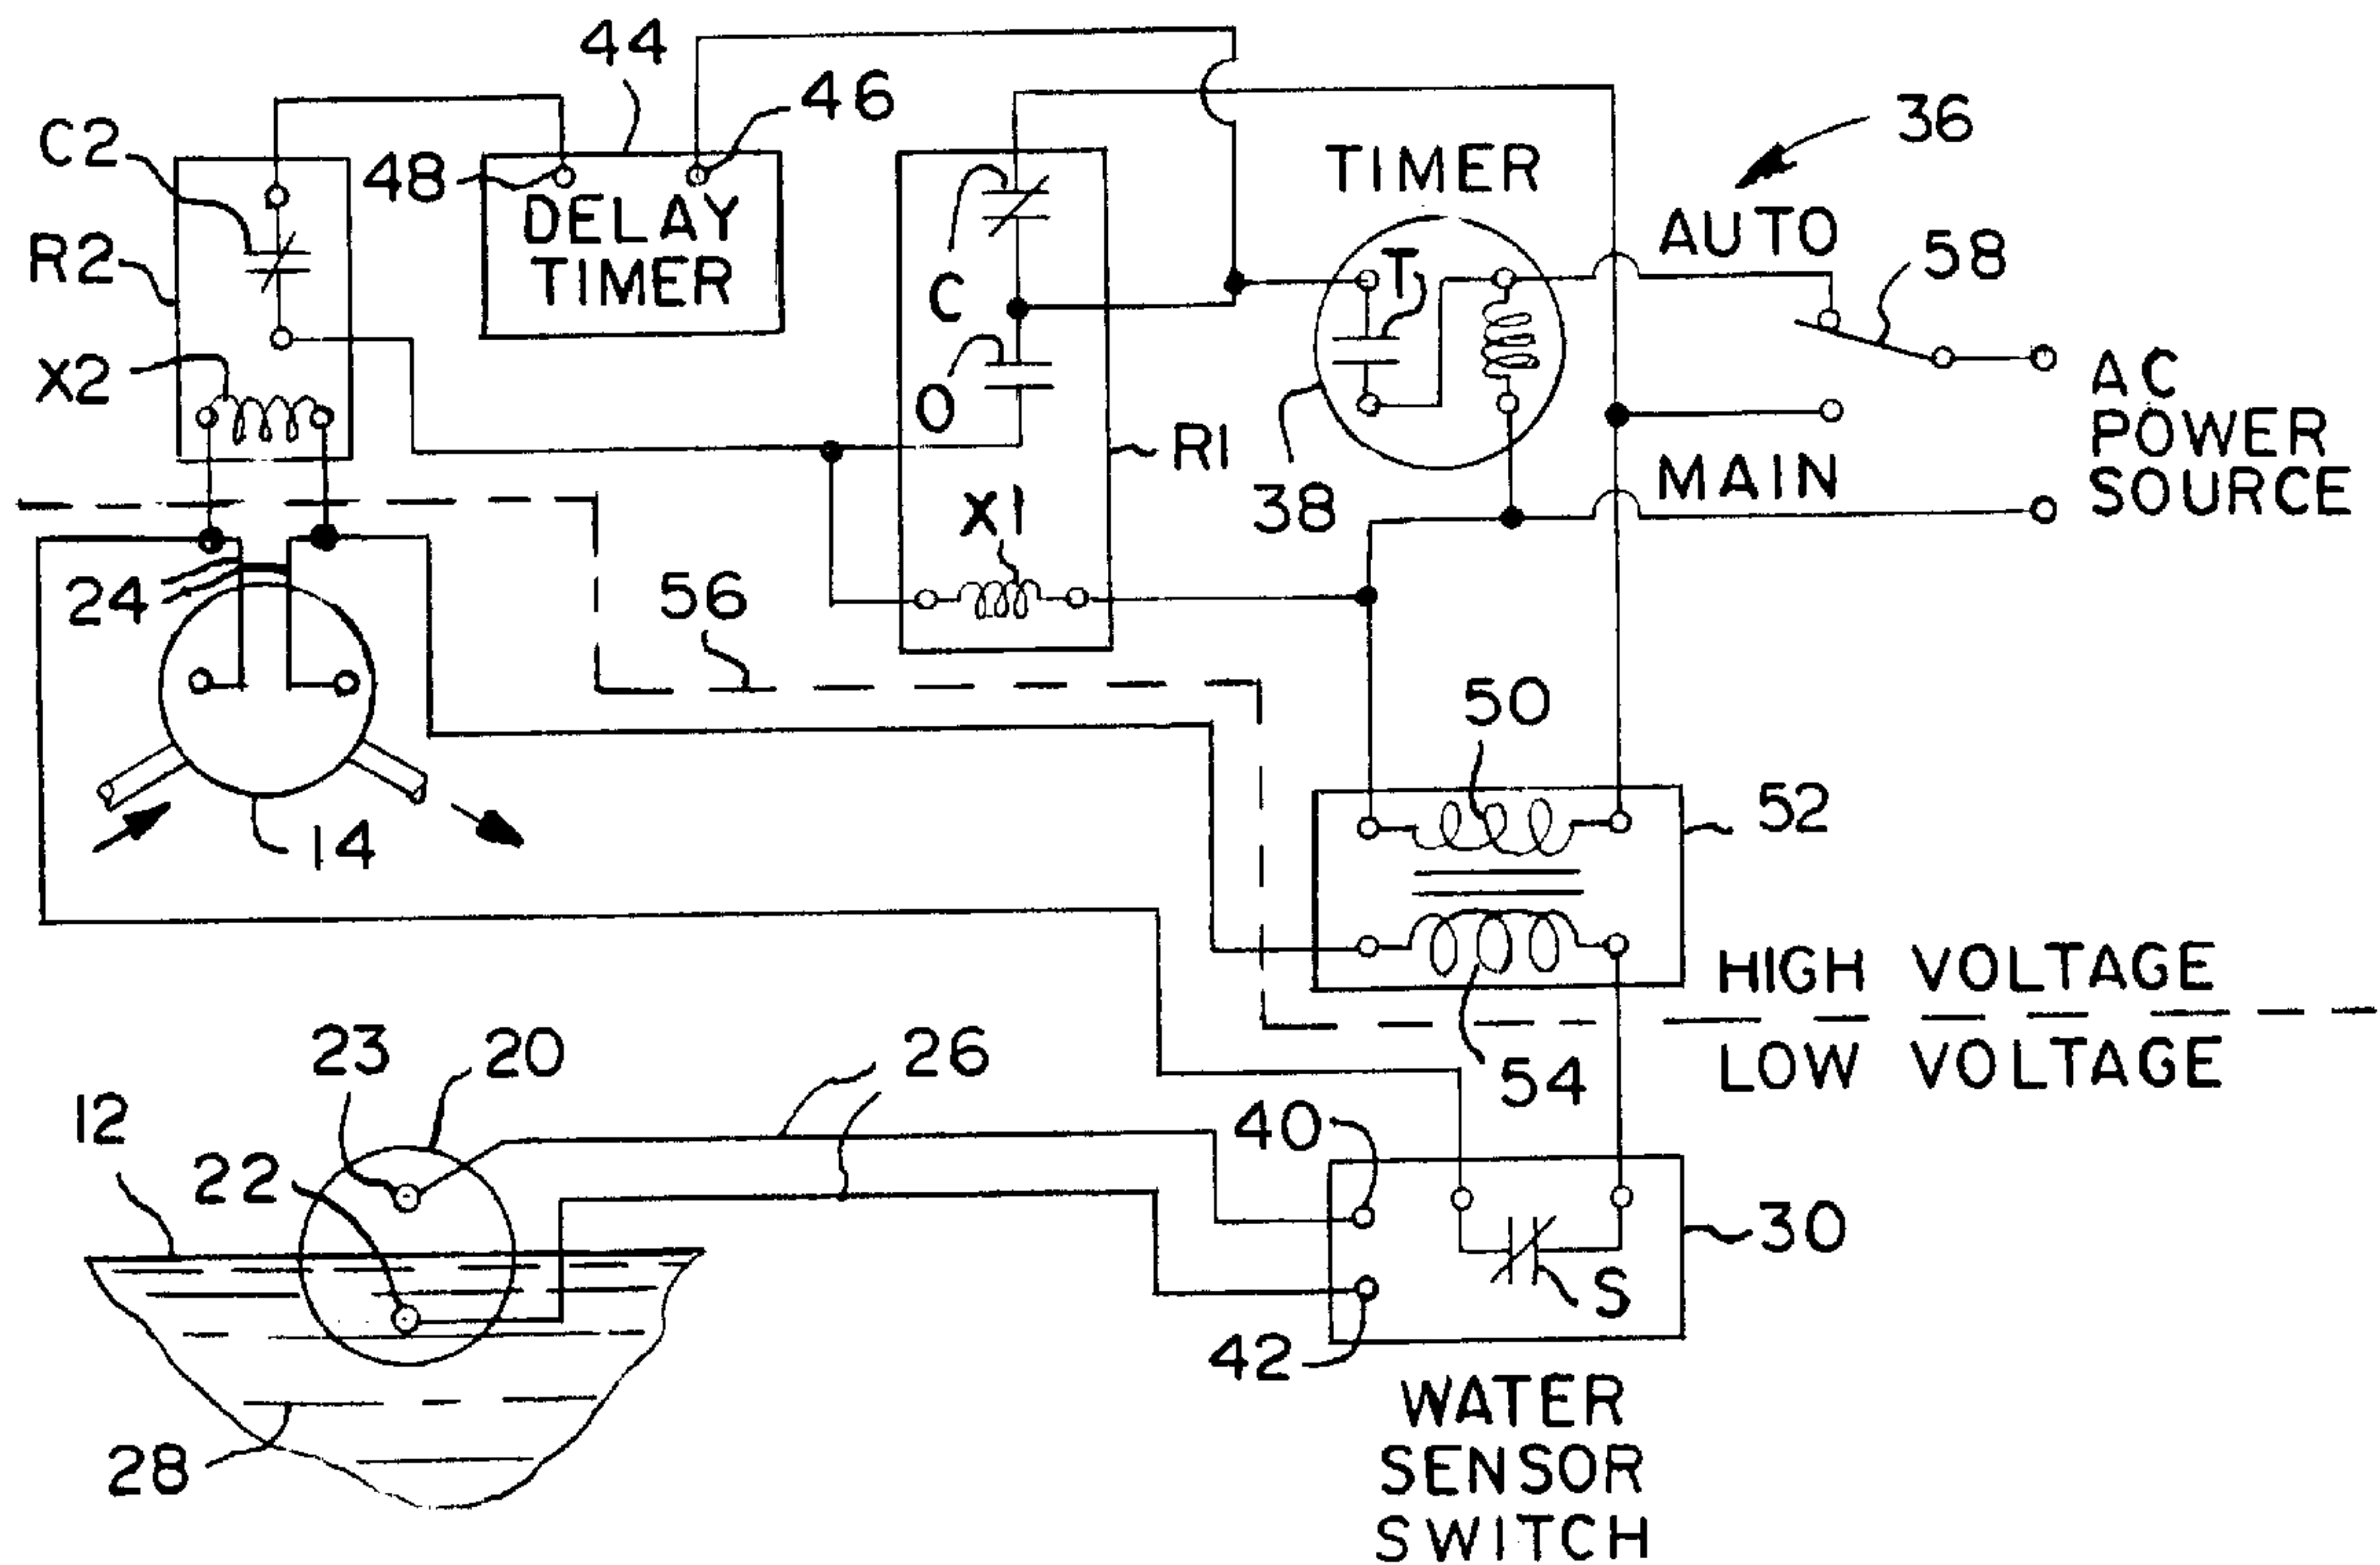 44
46
36
C2
48
TIMER
DELAY
TIMER
AUTO
58
R2
C
T
X2
O
AC
POWER
SOURCE
R1
MAIN
38
X1
24
56
50
52
14
HIGH VOLTAGE
23
20
26
54
LOW VOLTAGE
12
40
22
30
S
42
28
WATER
SENSOR
SWITCH